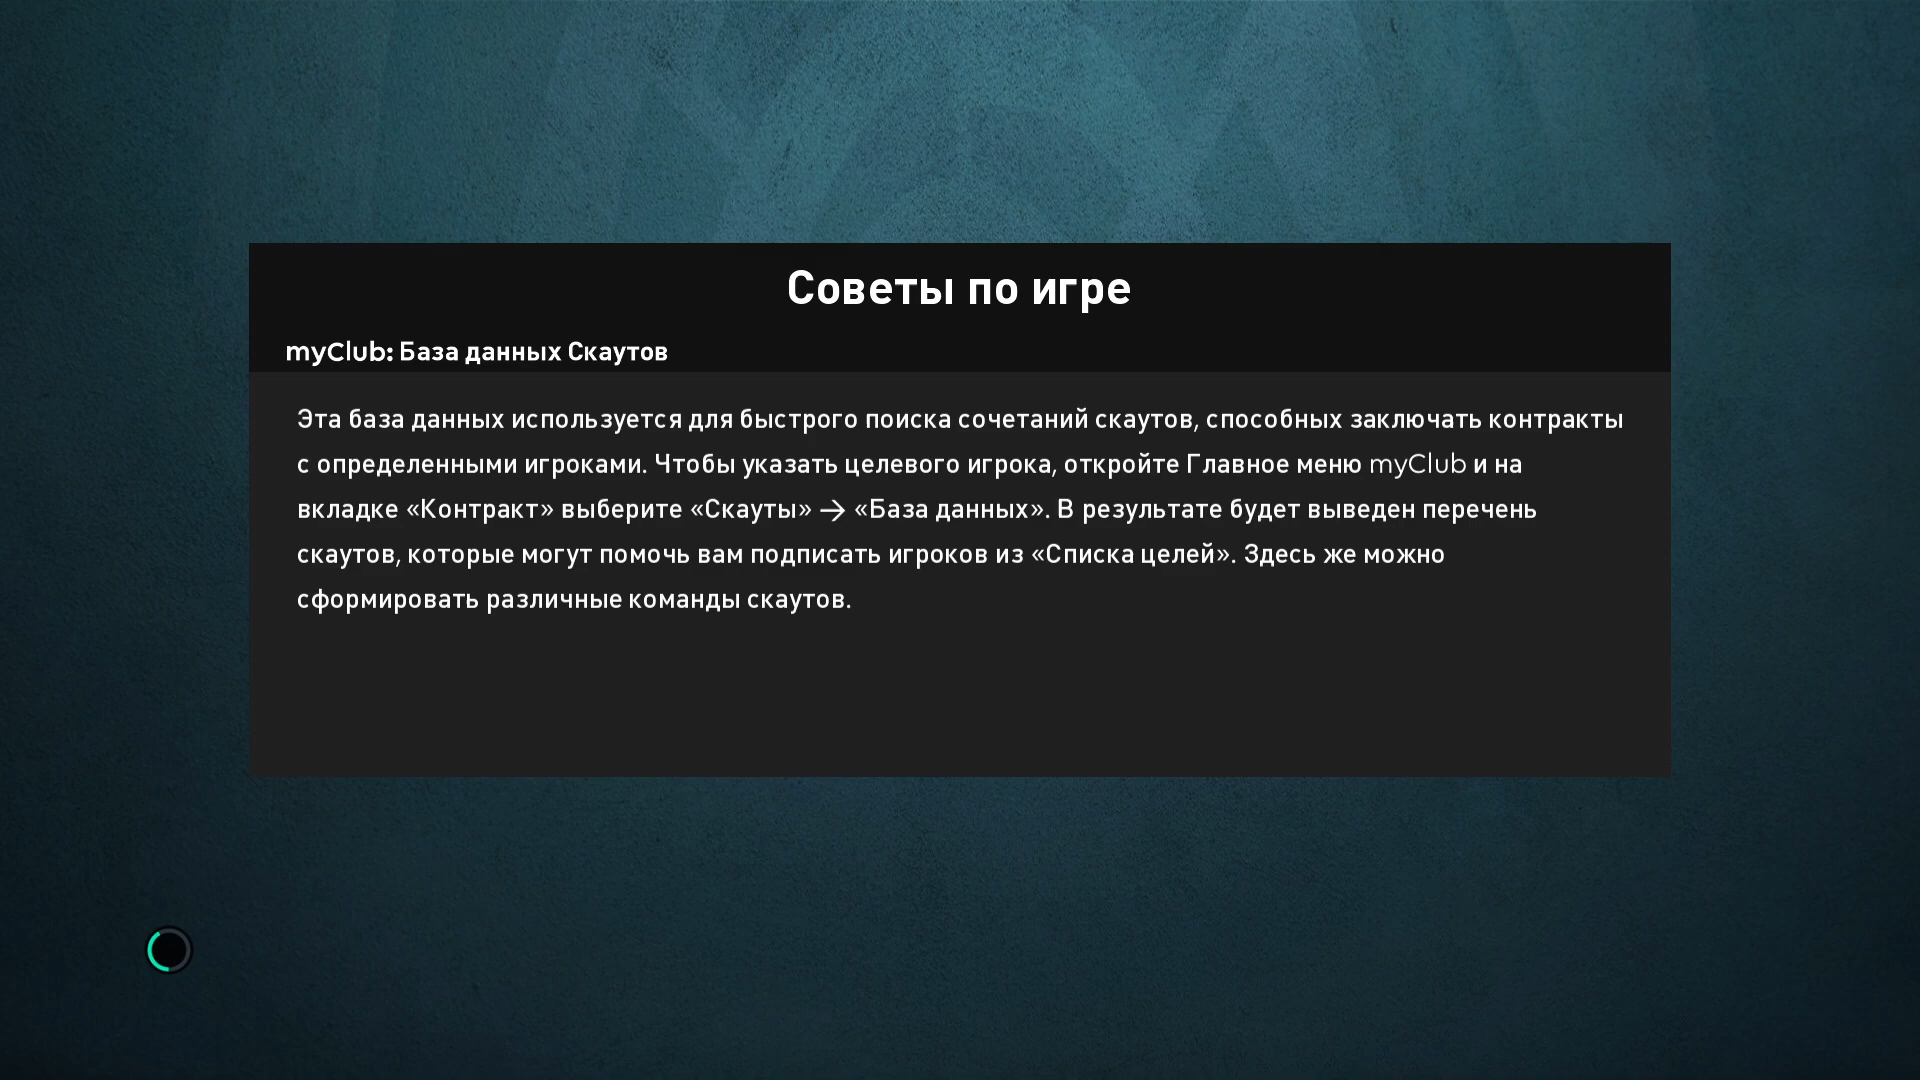 Советы по игре
myClub: База данных Скаутов
Эта база данных используется для быстрого поиска сочетаний скаутов, способных заключать контракты
с определенными игроками. Чтобы указать целевого игрока, откройте Главное меню myClub и на
вкладке «Контракт» выберите «Скауты» → «База данных». В результате будет выведен перечень
скаутов, которые могут помочь вам подписать игроков из «Списка целей». Здесь же можно
сформировать различные команды скаутов.